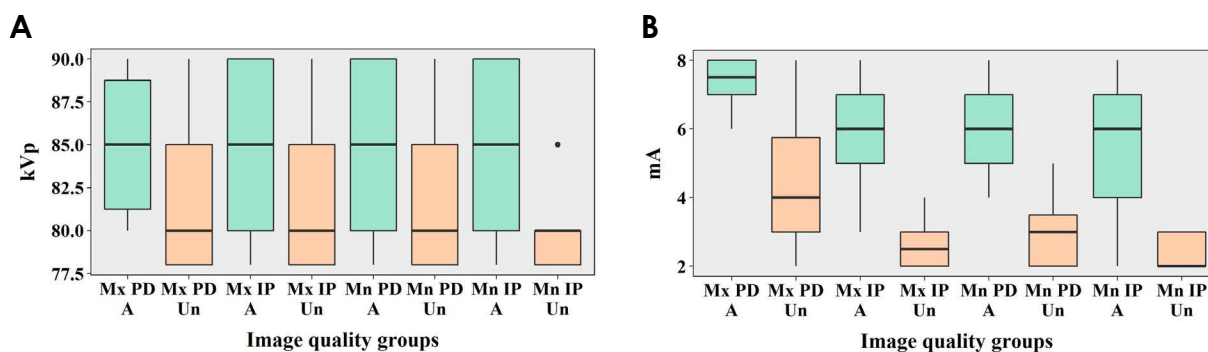 A
kVp
90.0
87.5
85.0
82.5
80.0
77.5
Mx PD Mx PD Mx IP Mx IP Mn PD Mn PD Mn IP Mn IP
A Un A Un A Un A Un
Image quality groups
B
mA
8
6
4
2
Mx PD Mx PD Mx IP Mx IP Mn PD Mn PD Mn IP Mn IP
A Un A Un A Un A Un
Image quality groups